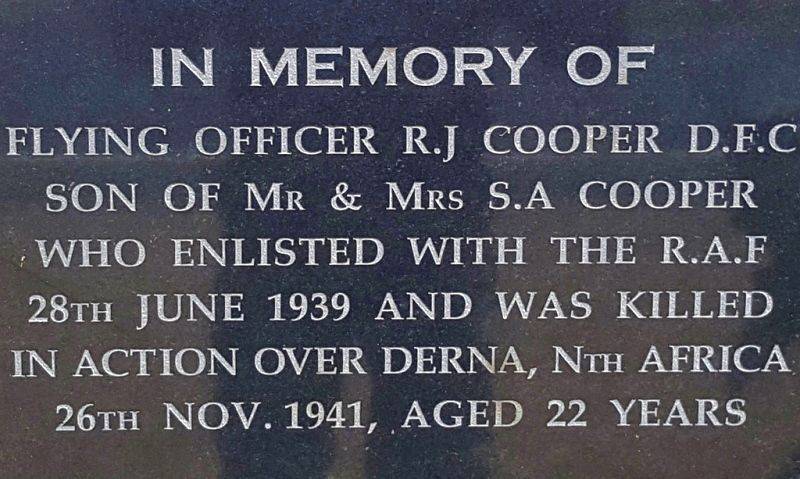 IN MEMORY OF
FLYING OFFICER R.J COOPER D.F.C
SON OF MR & MRS S.A COOPER
WHO ENLISTED WITH THE R.A.F
28TH JUNE 1939 AND WAS KILLED
IN ACTION OVER DERNA, NTH AFRICA
26TH NOV. 1941, AGED 22 YEARS